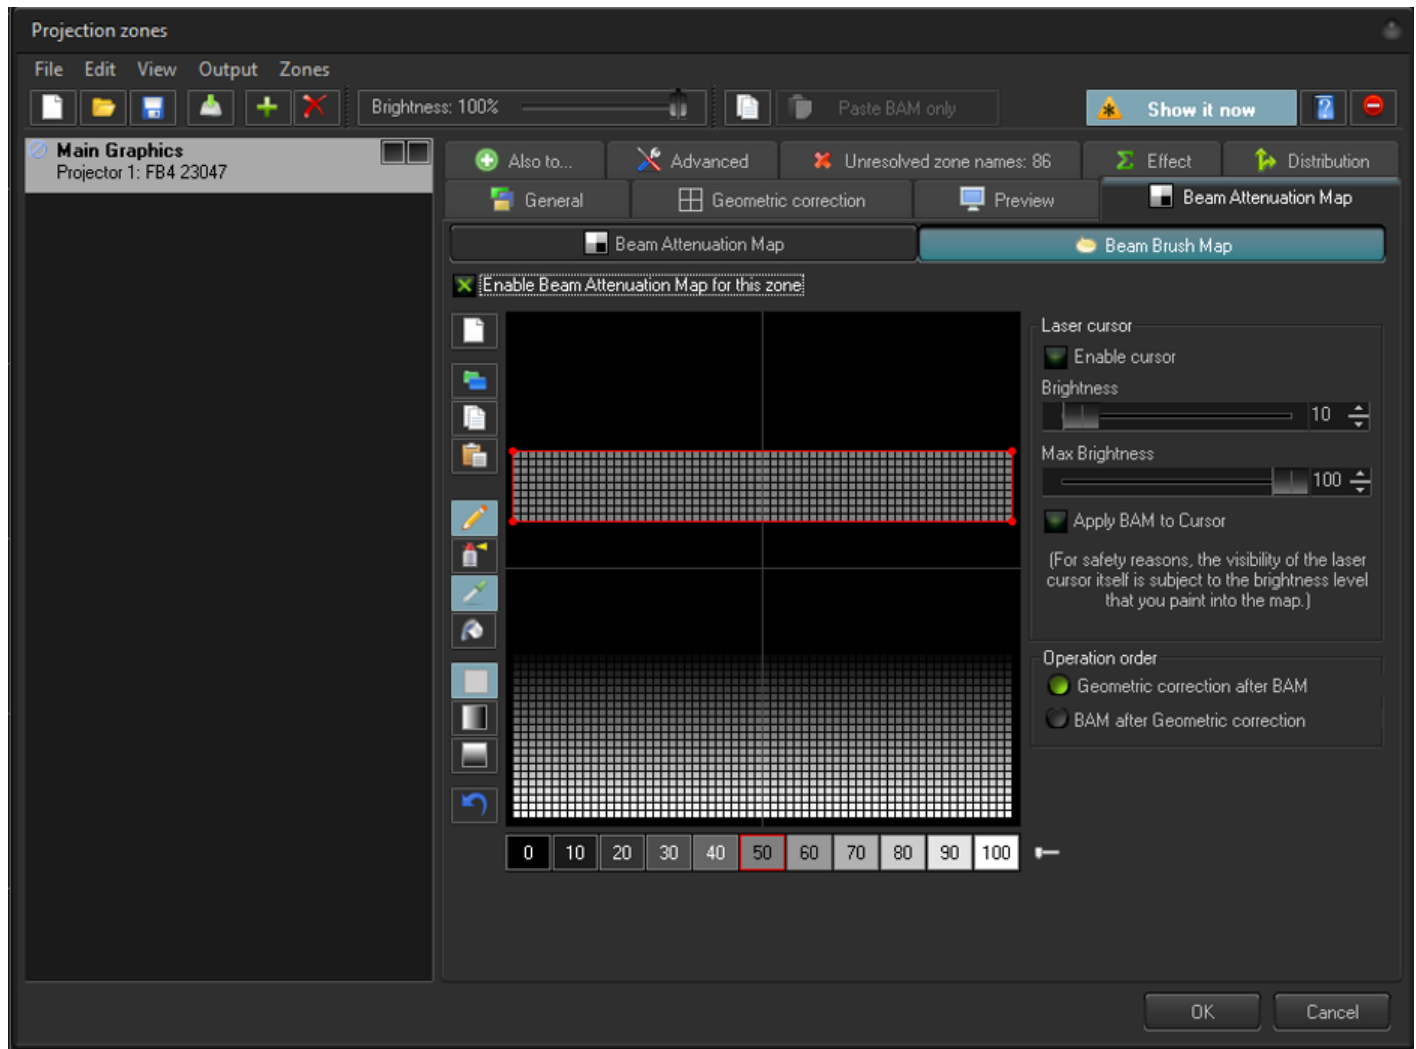 Projection zones
File Edit View Output Zones
Brightness: 100% Paste BAM only Show it now
Main Graphics
Projector 1: FB4 23047
Also to... Advanced Unresolved zone names: 86 Effect Distribution
General Geometric correction Preview Beam Attenuation Map
Beam Attenuation Map Beam Brush Map
Enable Beam Attenuation Map for this zone
Laser cursor
Enable cursor
Brightness
10
Max Brightness
100
Apply BAM to Cursor
(For safety reasons, the visibility of the laser
cursor itself is subject to the brightness level
that you paint into the map.)
Operation order
Geometric correction after BAM
BAM after Geometric correction
0 10 20 30 40 50 60 70 80 90 100
OK Cancel